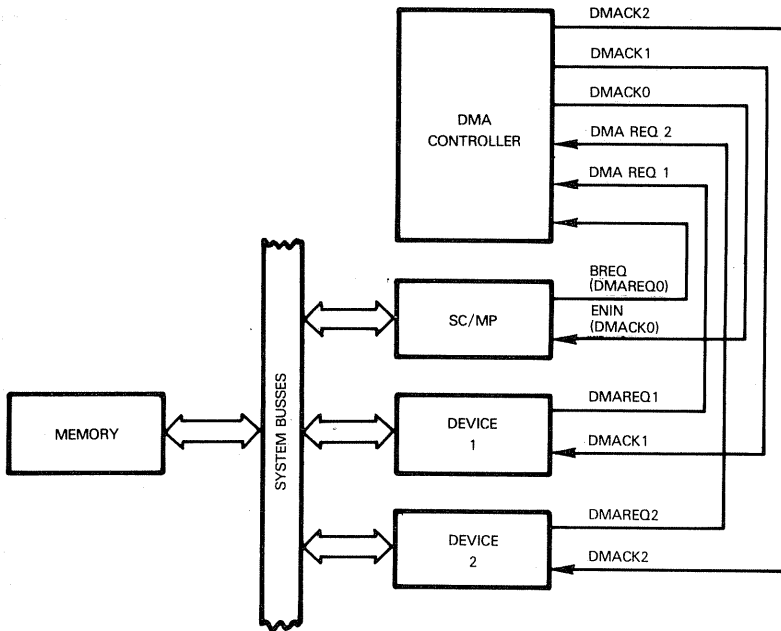 DMACK2
DMACK1
DMACK0
DMA REQ 2
DMA REQ 1
DMA
CONTROLLER
BREQ
(DMAREQ0)
ENIN
(DMACK0)
SC/MP
SYSTEM BUSSES
MEMORY
DEVICE
1
DMAREQ1
DMACK1
DEVICE
2
DMAREQ2
DMACK2